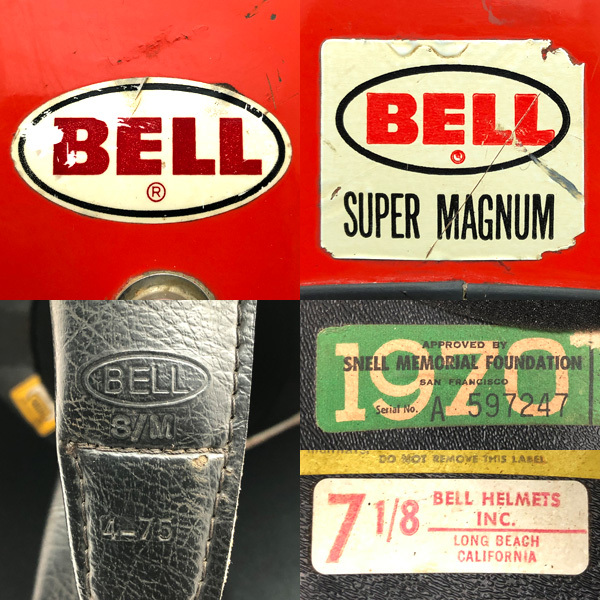 BELL
®
BELL
®
SUPER MAGNUM
BELL
S/M
4-75
APPROVED BY
SNELL MEMORIAL FOUNDATION
1970
SAN FRANCISCO
Serial No. A 597247
DO NOT REMOVE THIS LABEL
7 1/8
BELL HELMETS
INC.
LONG BEACH
CALIFORNIA